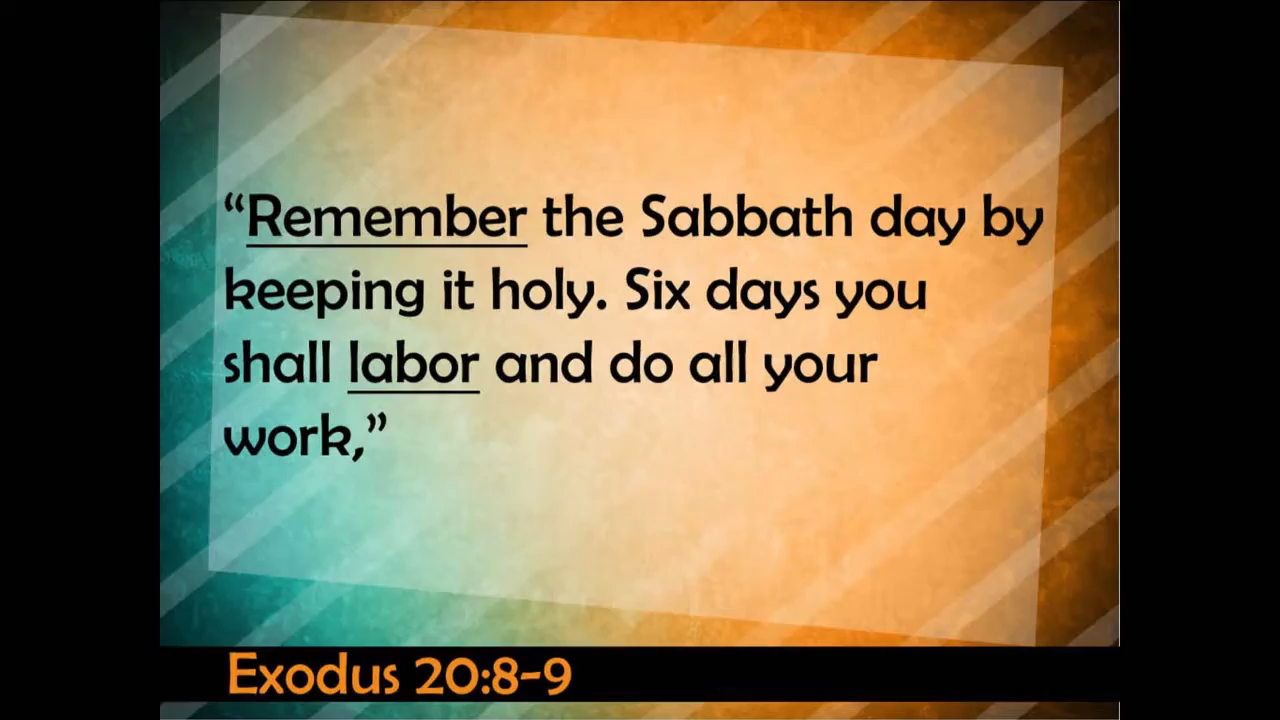 “Remember the Sabbath day by
keeping it holy. Six days you
shall labor and do all your
work,”
Exodus 20:8-9